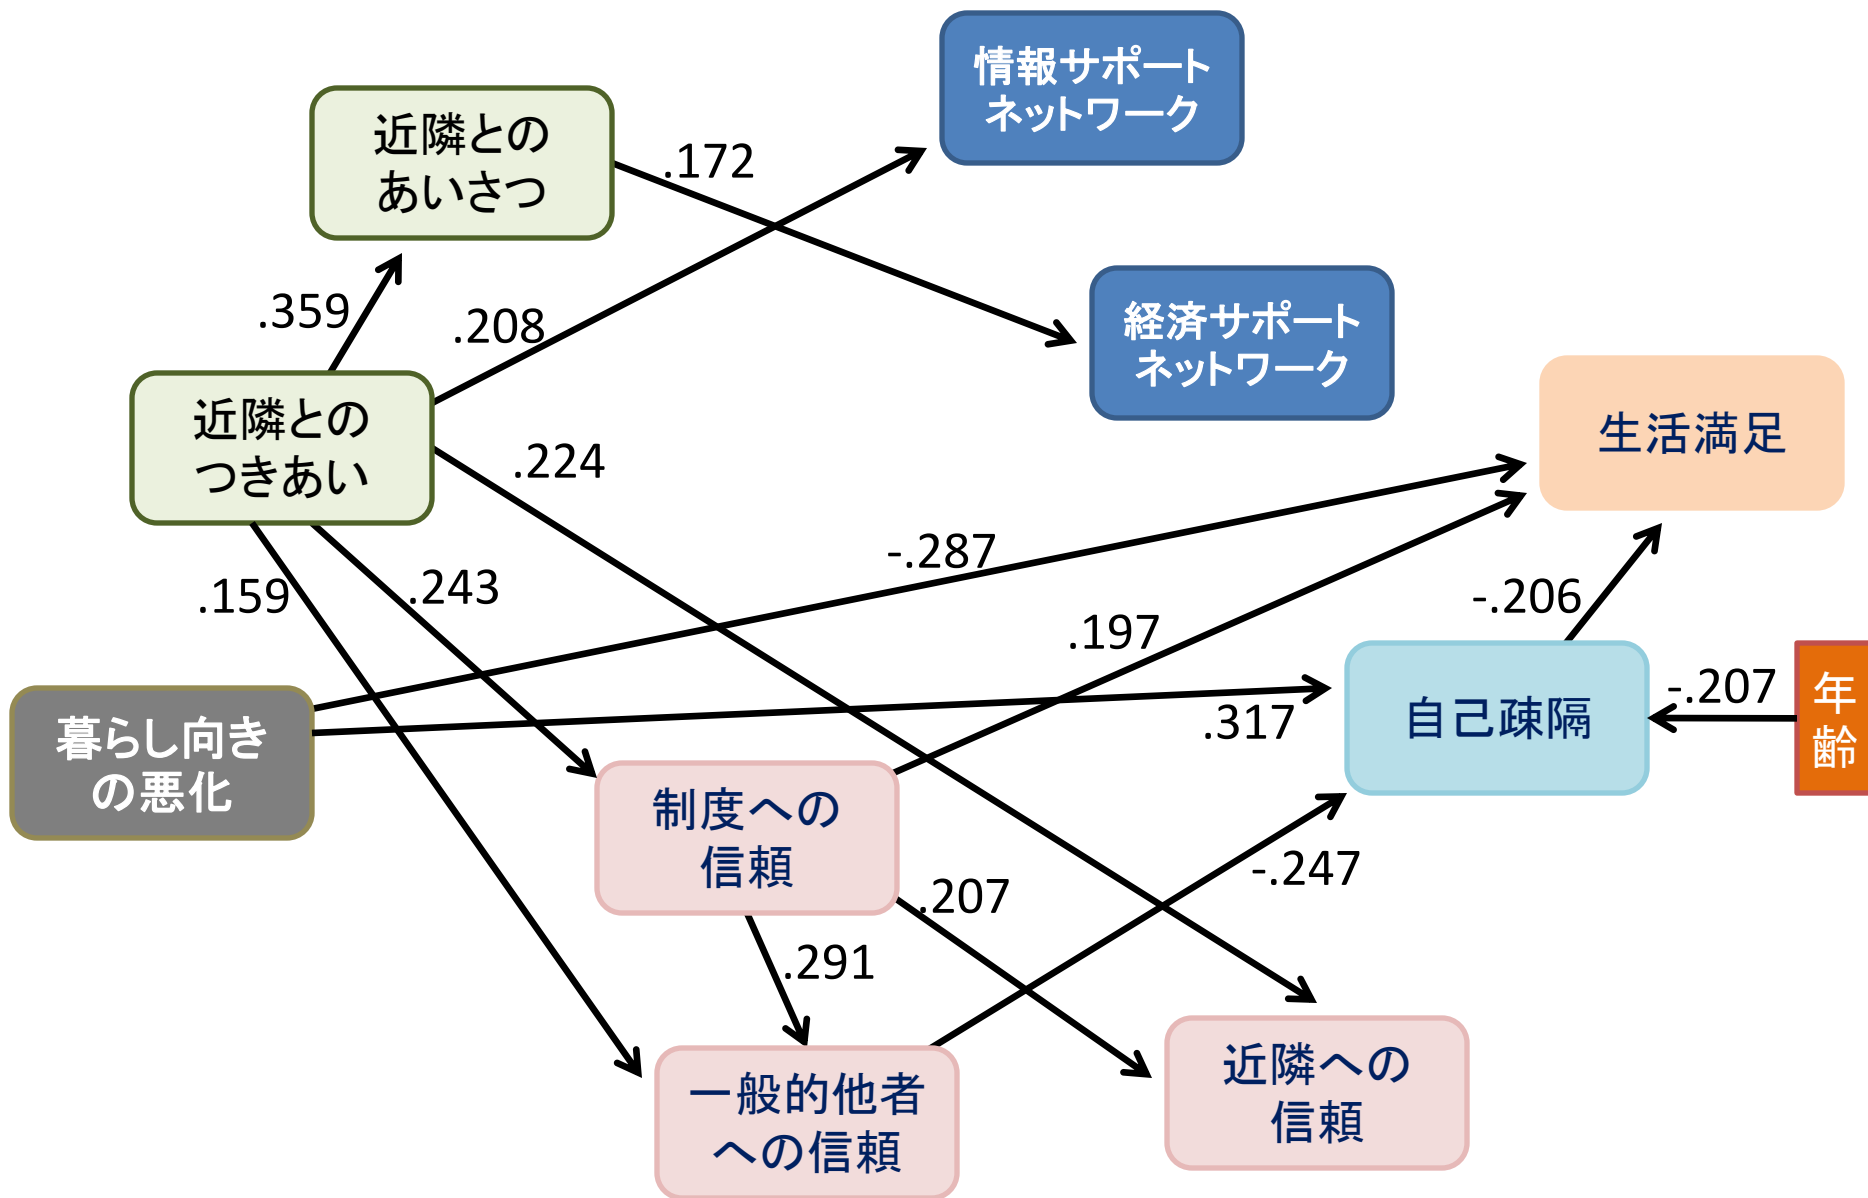 情報サポート
ネットワーク
近隣との
あいさつ
.172
経済サポート
ネットワーク
.359
.208
近隣との
つきあい
.224
生活満足
-.287
.159
.243
-.206
.197
-.207
年
齢
自己疎隔
.317
暮らし向き
の悪化
制度への
信頼
-.247
.207
.291
近隣への
信頼
一般的他者
への信頼